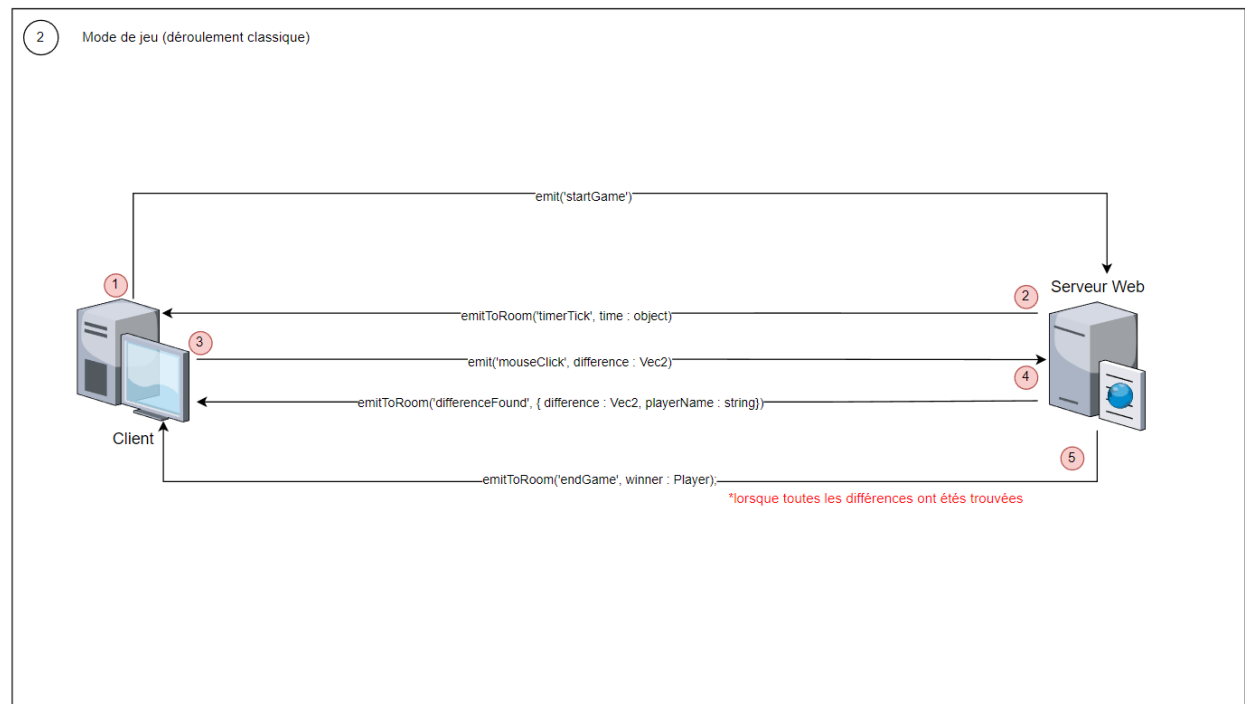 2
Mode de jeu (déroulement classique)
emit('startGame')
1
2
Serveur Web
emitToRoom('timerTick', time : object)
3
emit('mouseClick', difference : Vec2)
4
emitToRoom('differenceFound', { difference : Vec2, playerName : string})
Client
5
emitToRoom('endGame', winner : Player);
*lorsque toutes les différences ont étés trouvées